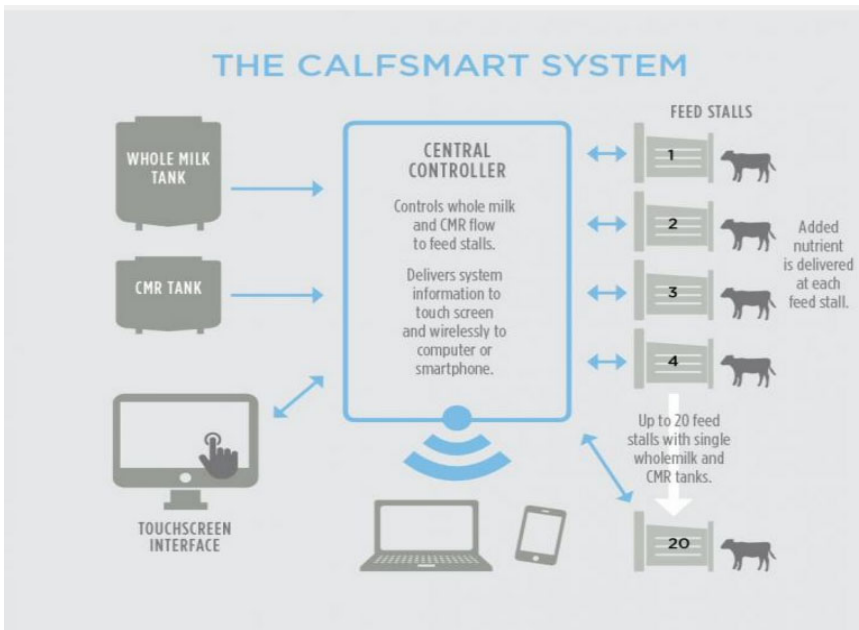 THE CALFSMART SYSTEM
WHOLE MILK
TANK
CMR TANK
TOUCHSCREEN
INTERFACE
CENTRAL
CONTROLLER
Controls whole milk
and CMR flow
to feed stalls.
Delivers system
information to
touch screen
and wirelessly to
computer or
smartphone.
FEED STALLS
1
2
3
4
Added
nutrient
is delivered
at each
feed stall.
Up to 20 feed
stalls with single
wholemilk and
CMR tanks.
20